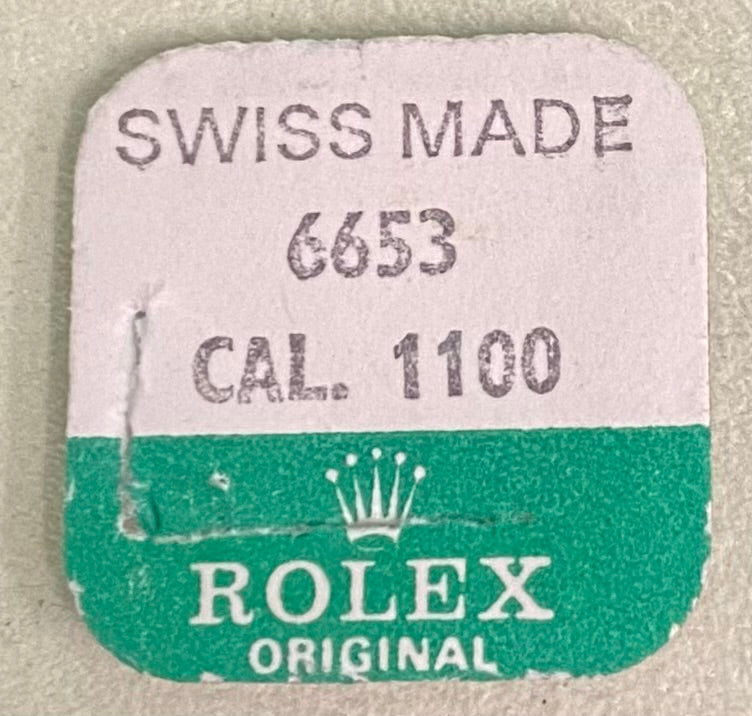 SWISS MADE
6653
CAL. 1100
ROLEX
ORIGINAL